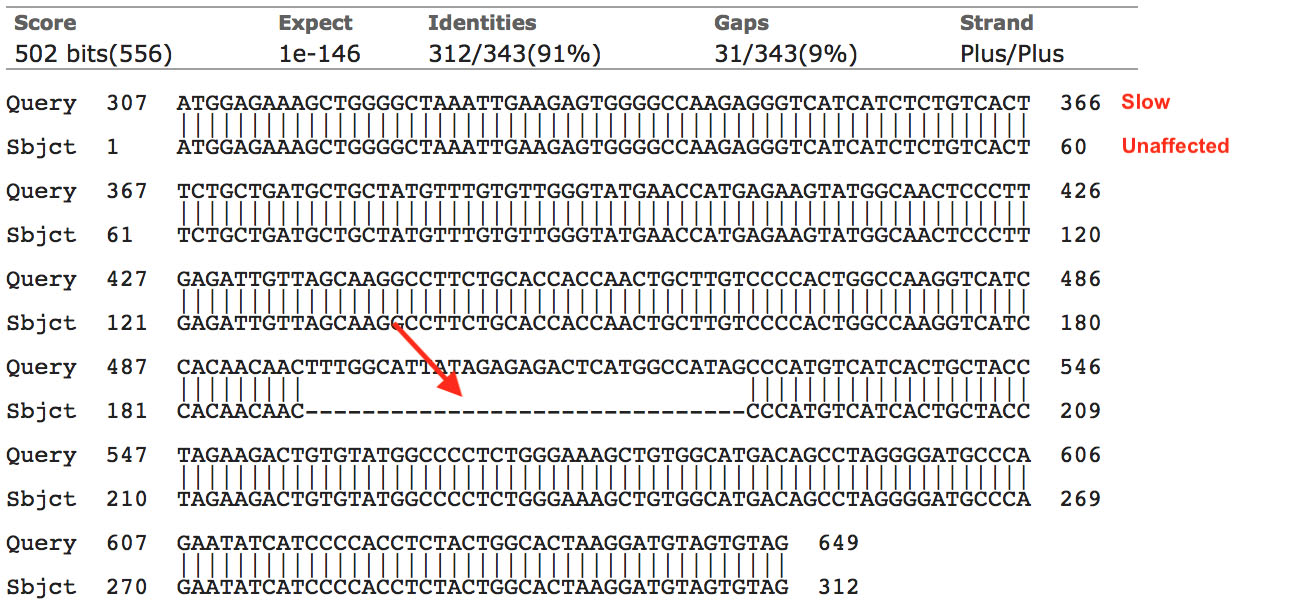 Score Expect Identities Gaps Strand
502 bits(556) 1e-146 312/343(91%) 31/343(9%) Plus/Plus
Query 307 ATGGAGAAAGCTGGGGCTAAATTGAAGAGTGGGGCCAAGAGGGTCATCATCTCTGTCACT 366 Slow
Sbjct 1 ATGGAGAAAGCTGGGGCTAAATTGAAGAGTGGGGCCAAGAGGGTCATCATCTCTGTCACT 60 Unaffected
Query 367 TCTGCTGATGCTGCTATGTTTGTGTTGGGTATGAACCATGAGAAGTATGGCAACTCCCTT 426
Sbjct 61 TCTGCTGATGCTGCTATGTTTGTGTTGGGTATGAACCATGAGAAGTATGGCAACTCCCTT 120
Query 427 GAGATTGTTAGCAAGGCCTTCTGCACCACCAACTGCTTGTCCCCACTGGCCAAGGTCATC 486
Sbjct 121 GAGATTGTTAGCAAGGCCTTCTGCACCACCAACTGCTTGTCCCCACTGGCCAAGGTCATC 180
Query 487 CACAACAACTTTGGCATTATAGAGAGAGACTCATGGCCATAGCCCATGTCATCACTGCTACC 546
Sbjct 181 CACAACAAC-------------------------------CCCATGTCATCACTGCTACC 209
Query 547 TAGAAGACTGTGTATGGCCCCTCTGGGAAAGCTGTGGCATGACAGCCTAGGGGATGCCCA 606
Sbjct 210 TAGAAGACTGTGTATGGCCCCTCTGGGAAAGCTGTGGCATGACAGCCTAGGGGATGCCCA 269
Query 607 GAATATCATCCCCACCTCTACTGGCACTAAGGATGTAGTGTAG 649
Sbjct 270 GAATATCATCCCCACCTCTACTGGCACTAAGGATGTAGTGTAG 312